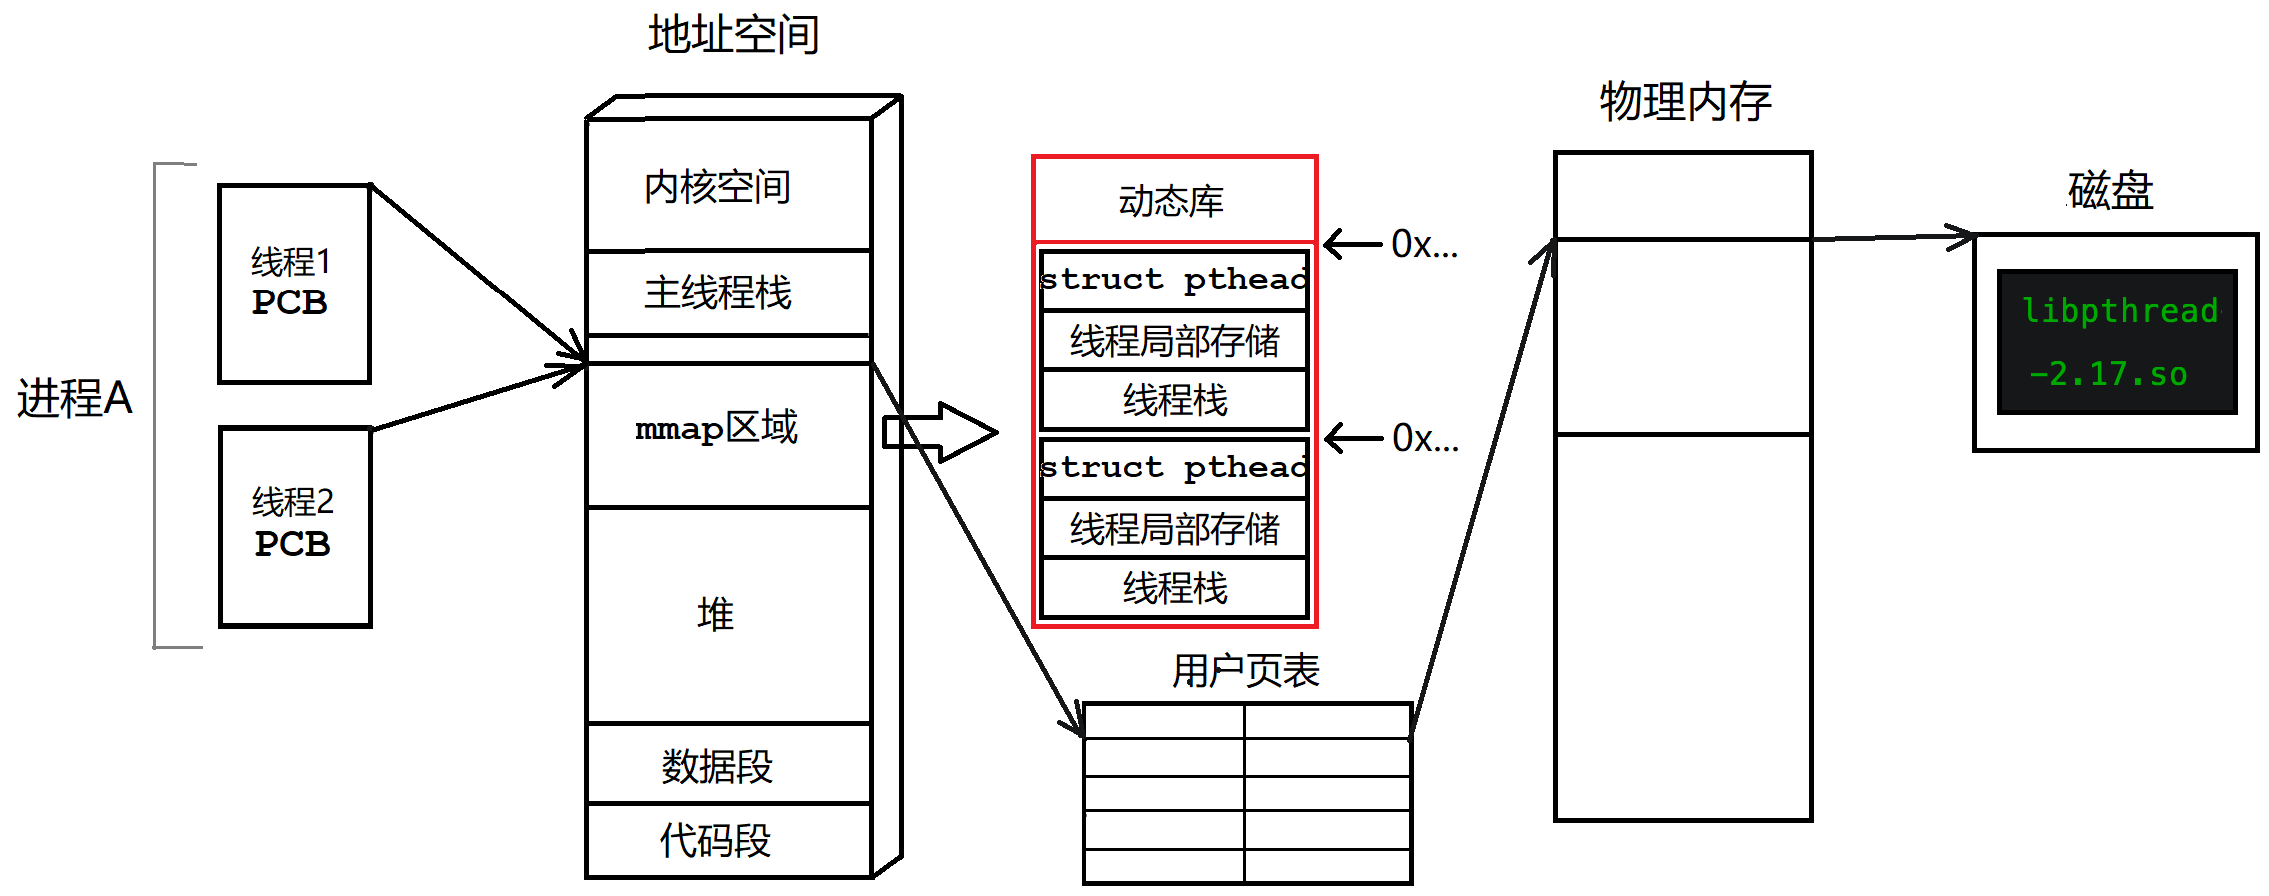 地址空间
物理内存
磁盘
进程A
线程1
PCB
线程2
PCB
内核空间
主线程栈
mmap区域
堆
数据段
代码段
动态库
0x...
struct pthead
线程局部存储
线程栈
0x...
struct pthead
线程局部存储
线程栈
用户页表
libpthread
-2.17.so